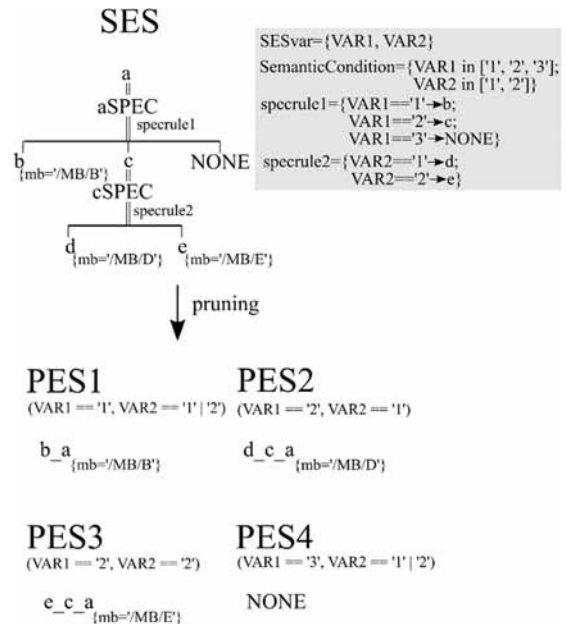 SES
a
aSPEC
specrule1
b
{mb='/MB/B'}
c
NONE
cSPEC
specrule2
d
{mb='/MB/D'}
e
{mb='/MB/E'}
SESvar={VAR1, VAR2}
SemanticCondition={VAR1 in ['1', '2', '3'];
VAR2 in ['1', '2']}
specrule1={VAR1=='1'→b;
VAR1=='2'→c;
VAR1=='3'→NONE}
specrule2={VAR2=='1'→d;
VAR2=='2'→e}
pruning
PES1
(VAR1 == '1', VAR2 == '1' | '2')
b_a {mb='/MB/B'}
PES2
(VAR1 == '2', VAR2 == '1')
d_c_a {mb='/MB/D'}
PES3
(VAR1 == '2', VAR2 == '2')
e_c_a {mb='/MB/E'}
PES4
(VAR1 == '3', VAR2 == '1' | '2')
NONE